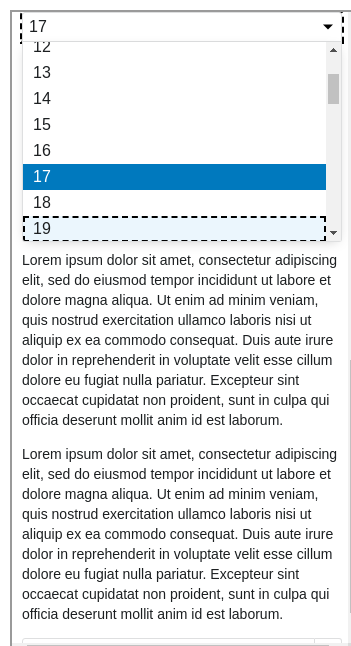 17
12
13
14
15
16
17
18
19
Lorem ipsum dolor sit amet, consectetur adipiscing
elit, sed do eiusmod tempor incididunt ut labore et
dolore magna aliqua. Ut enim ad minim veniam,
quis nostrud exercitation ullamco laboris nisi ut
aliquip ex ea commodo consequat. Duis aute irure
dolor in reprehenderit in voluptate velit esse cillum
dolore eu fugiat nulla pariatur. Excepteur sint
occaecat cupidatat non proident, sunt in culpa qui
officia deserunt mollit anim id est laborum.
Lorem ipsum dolor sit amet, consectetur adipiscing
elit, sed do eiusmod tempor incididunt ut labore et
dolore magna aliqua. Ut enim ad minim veniam,
quis nostrud exercitation ullamco laboris nisi ut
aliquip ex ea commodo consequat. Duis aute irure
dolor in reprehenderit in voluptate velit esse cillum
dolore eu fugiat nulla pariatur. Excepteur sint
occaecat cupidatat non proident, sunt in culpa qui
officia deserunt mollit anim id est laborum.